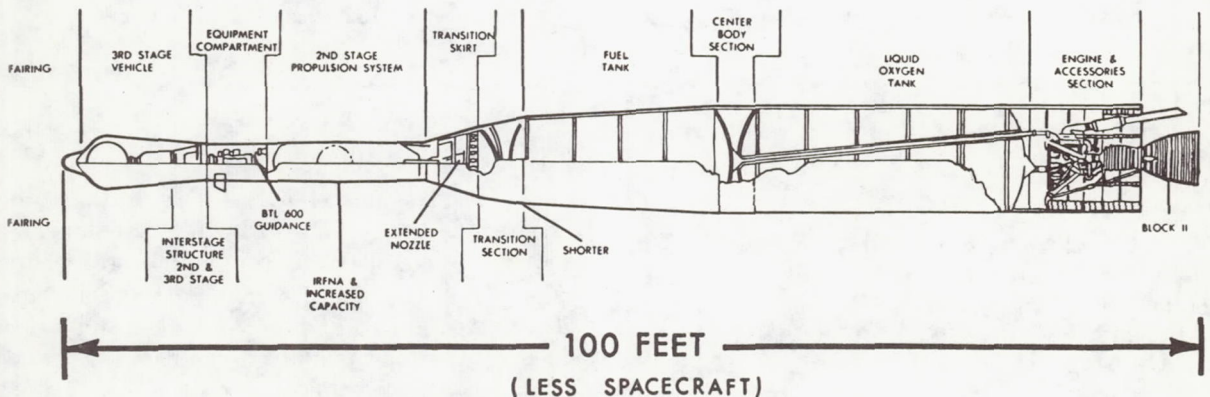 FAIRING
3RD STAGE
VEHICLE
EQUIPMENT
COMPARTMENT
2ND STAGE
PROPULSION SYSTEM
TRANSITION
SKIRT
FUEL
TANK
CENTER
BODY
SECTION
LIQUID
OXYGEN
TANK
ENGINE &
ACCESSORIES
SECTION
FAIRING
INTERSTAGE
STRUCTURE
2ND &
3RD STAGE
BTL 600
GUIDANCE
IRFNA &
INCREASED
CAPACITY
EXTENDED
NOZZLE
TRANSITION
SECTION
SHORTER
BLOCK II
100 FEET
(LESS SPACECRAFT)